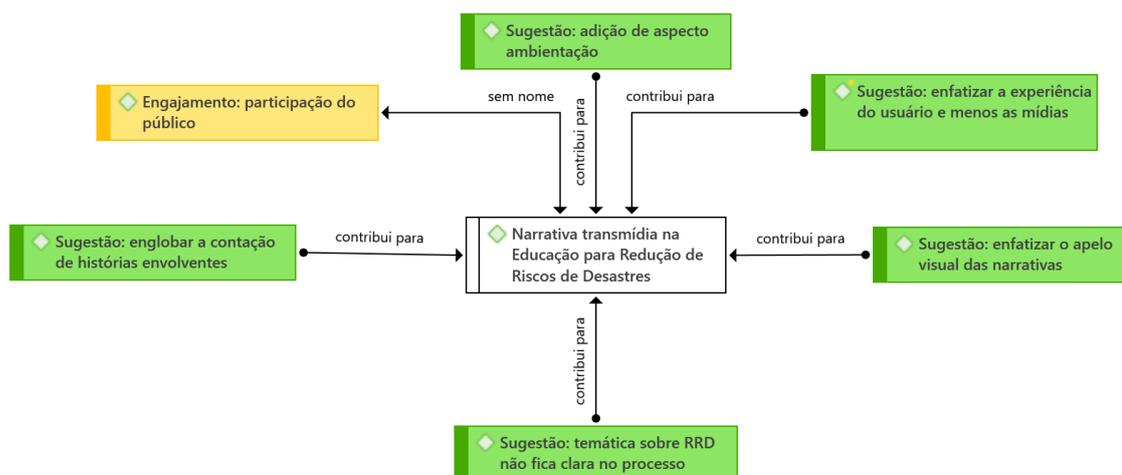 Sugestão: adição de aspecto
ambientação
Engajamento: participação do
público
sem nome
contribui para
contribui para
Sugestão: enfatizar a experiência
do usuário e menos as mídias
Sugestão: englobar a contação
de histórias envolventes
contribui para
Narrativa transmídia na
Educação para Redução de
Riscos de Desastres
contribui para
Sugestão: enfatizar o apelo
visual das narrativas
contribui para
Sugestão: temática sobre RRD
não fica clara no processo